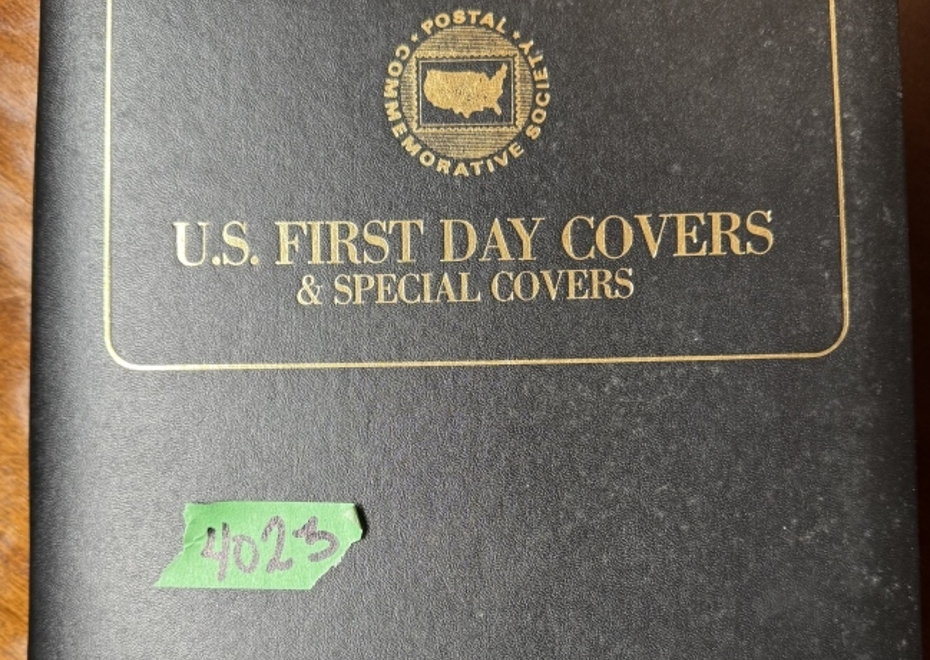 POSTAL
COMMEMORATIVE SOCIETY
U.S. FIRST DAY COVERS
& SPECIAL COVERS
4023